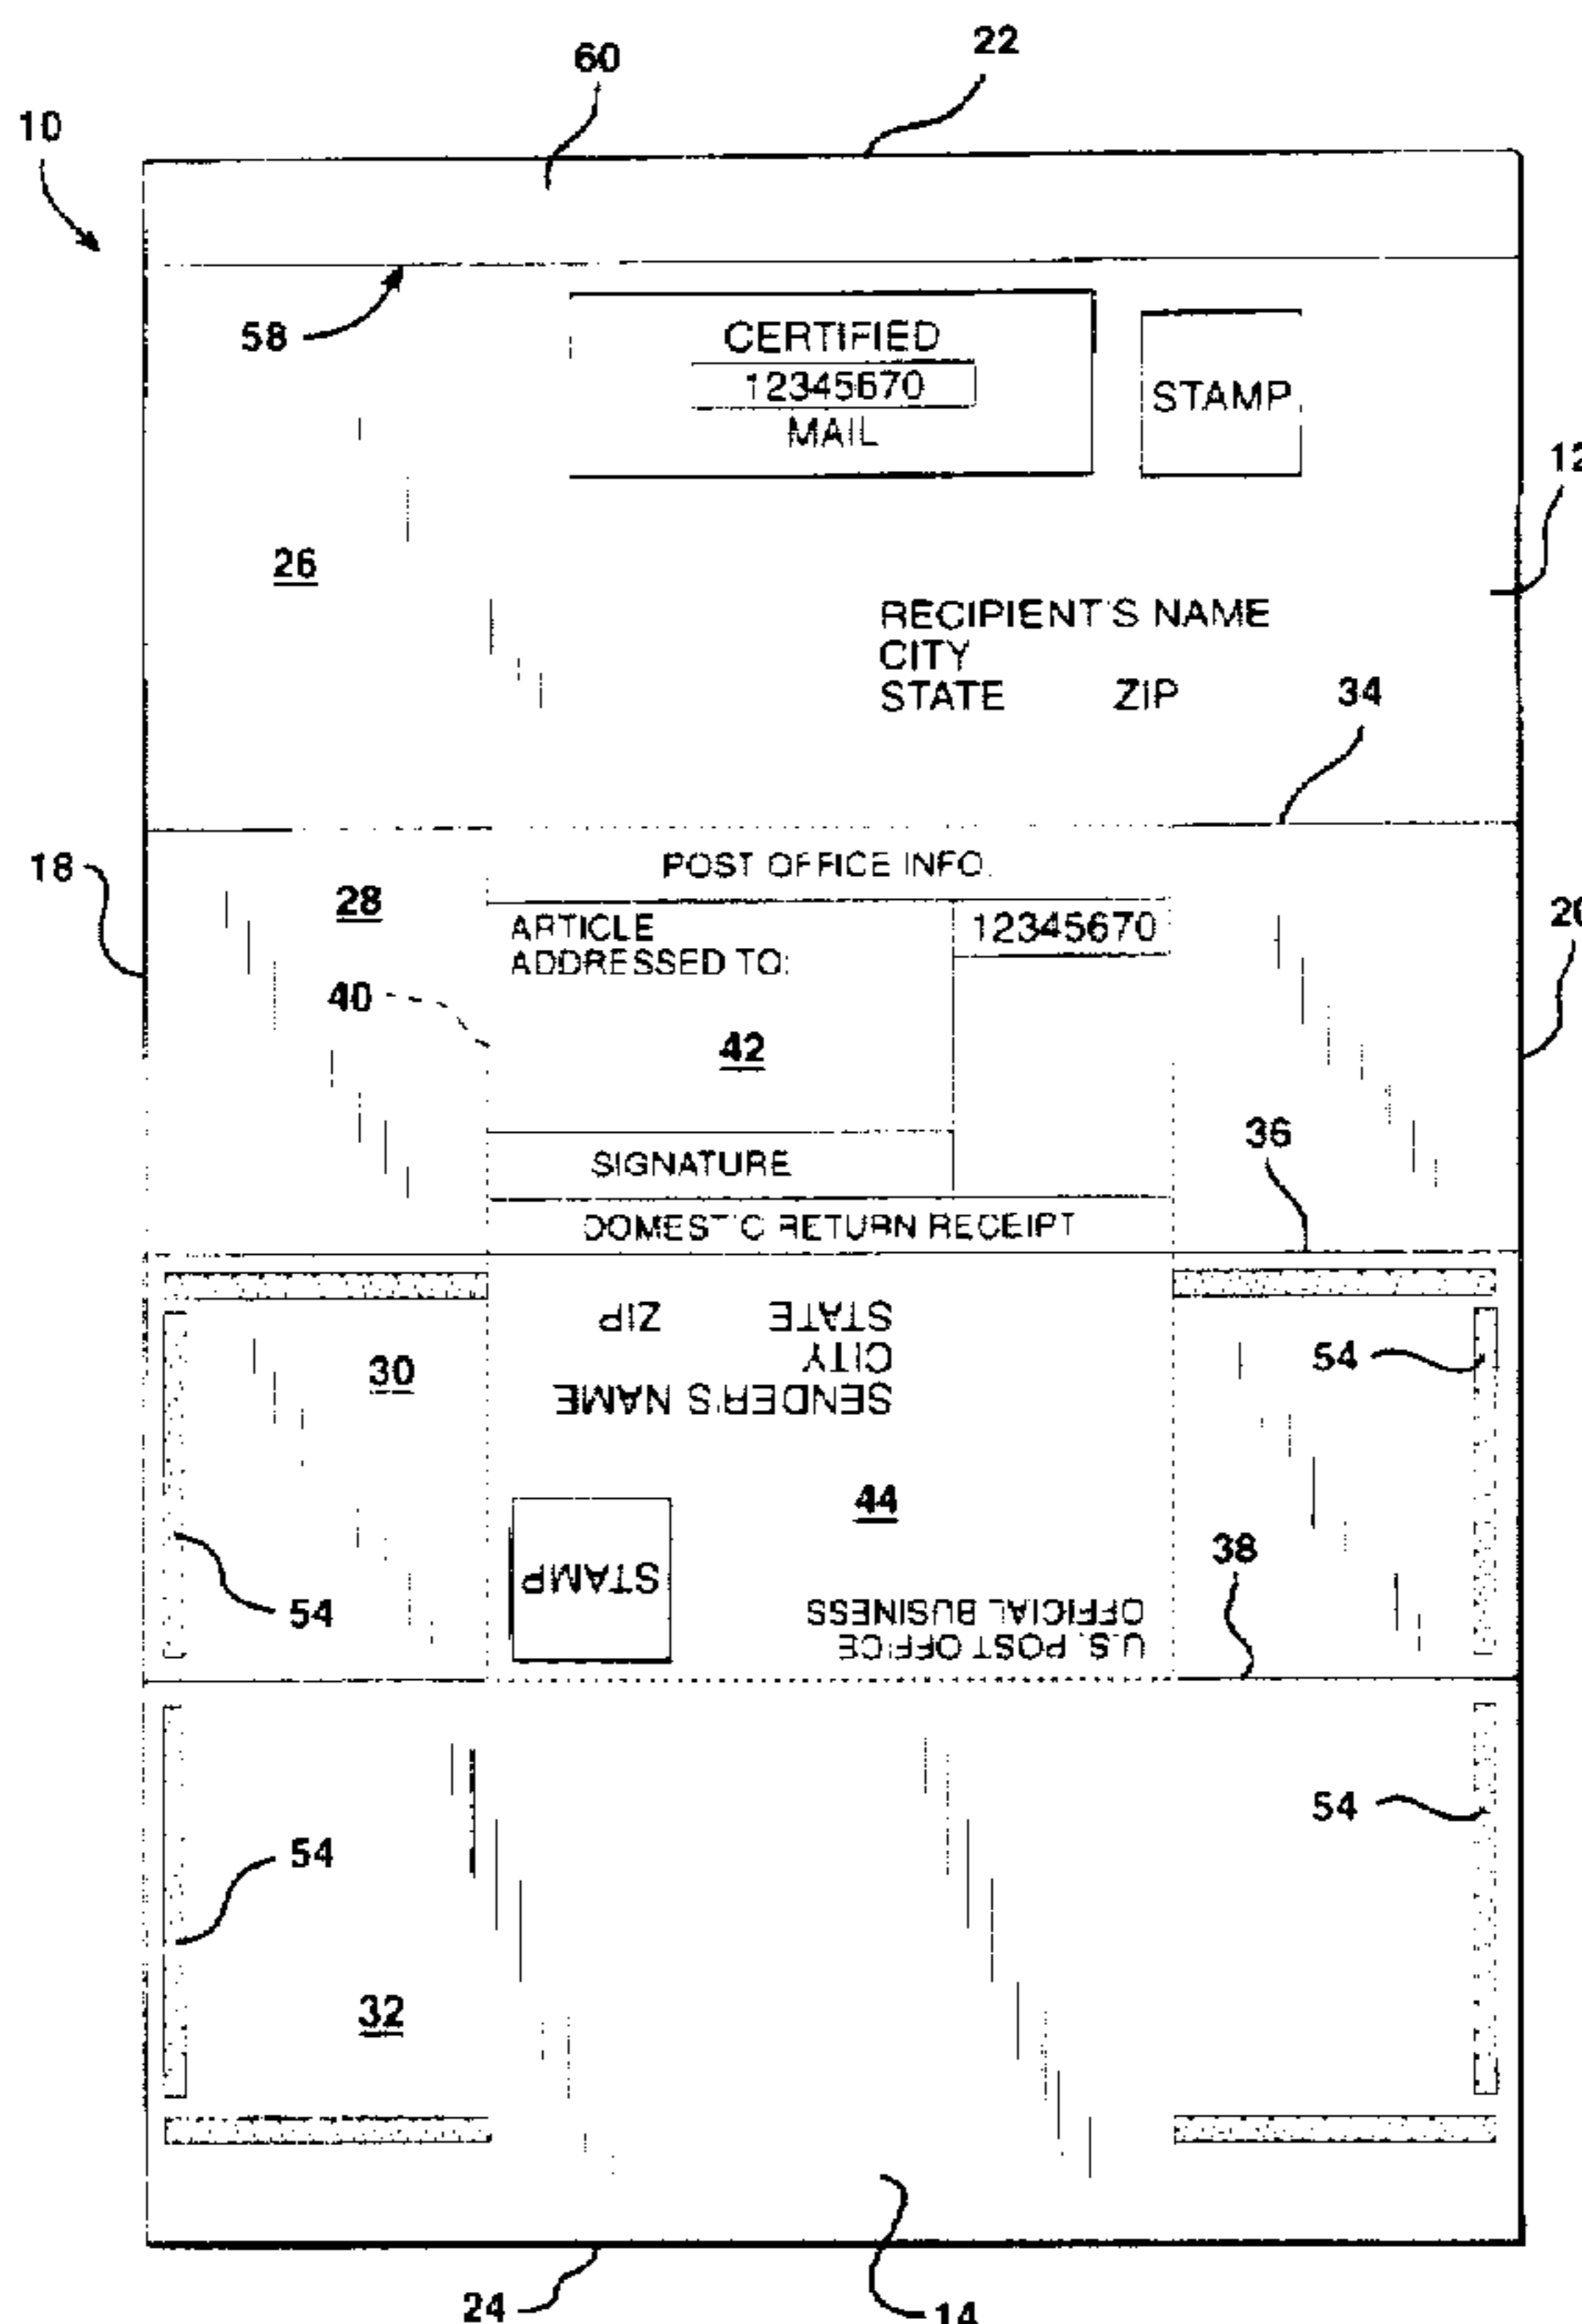 60
22
10
58
CERTIFIED
12345670
MAIL
STAMP
12
26
RECIPIENT'S NAME
CITY
STATE ZIP
34
18
28
POST OFFICE INFO.
ARTICLE
ADDRESSED TO:
12345670
20
40
42
36
SIGNATURE
DOMESTIC RETURN RECEIPT
SENDER'S NAME
CITY
STATE ZIP
30
54
44
38
STAMP
54
U.S. POST OFFICE
OFFICIAL BUSINESS
54
54
32
24
14